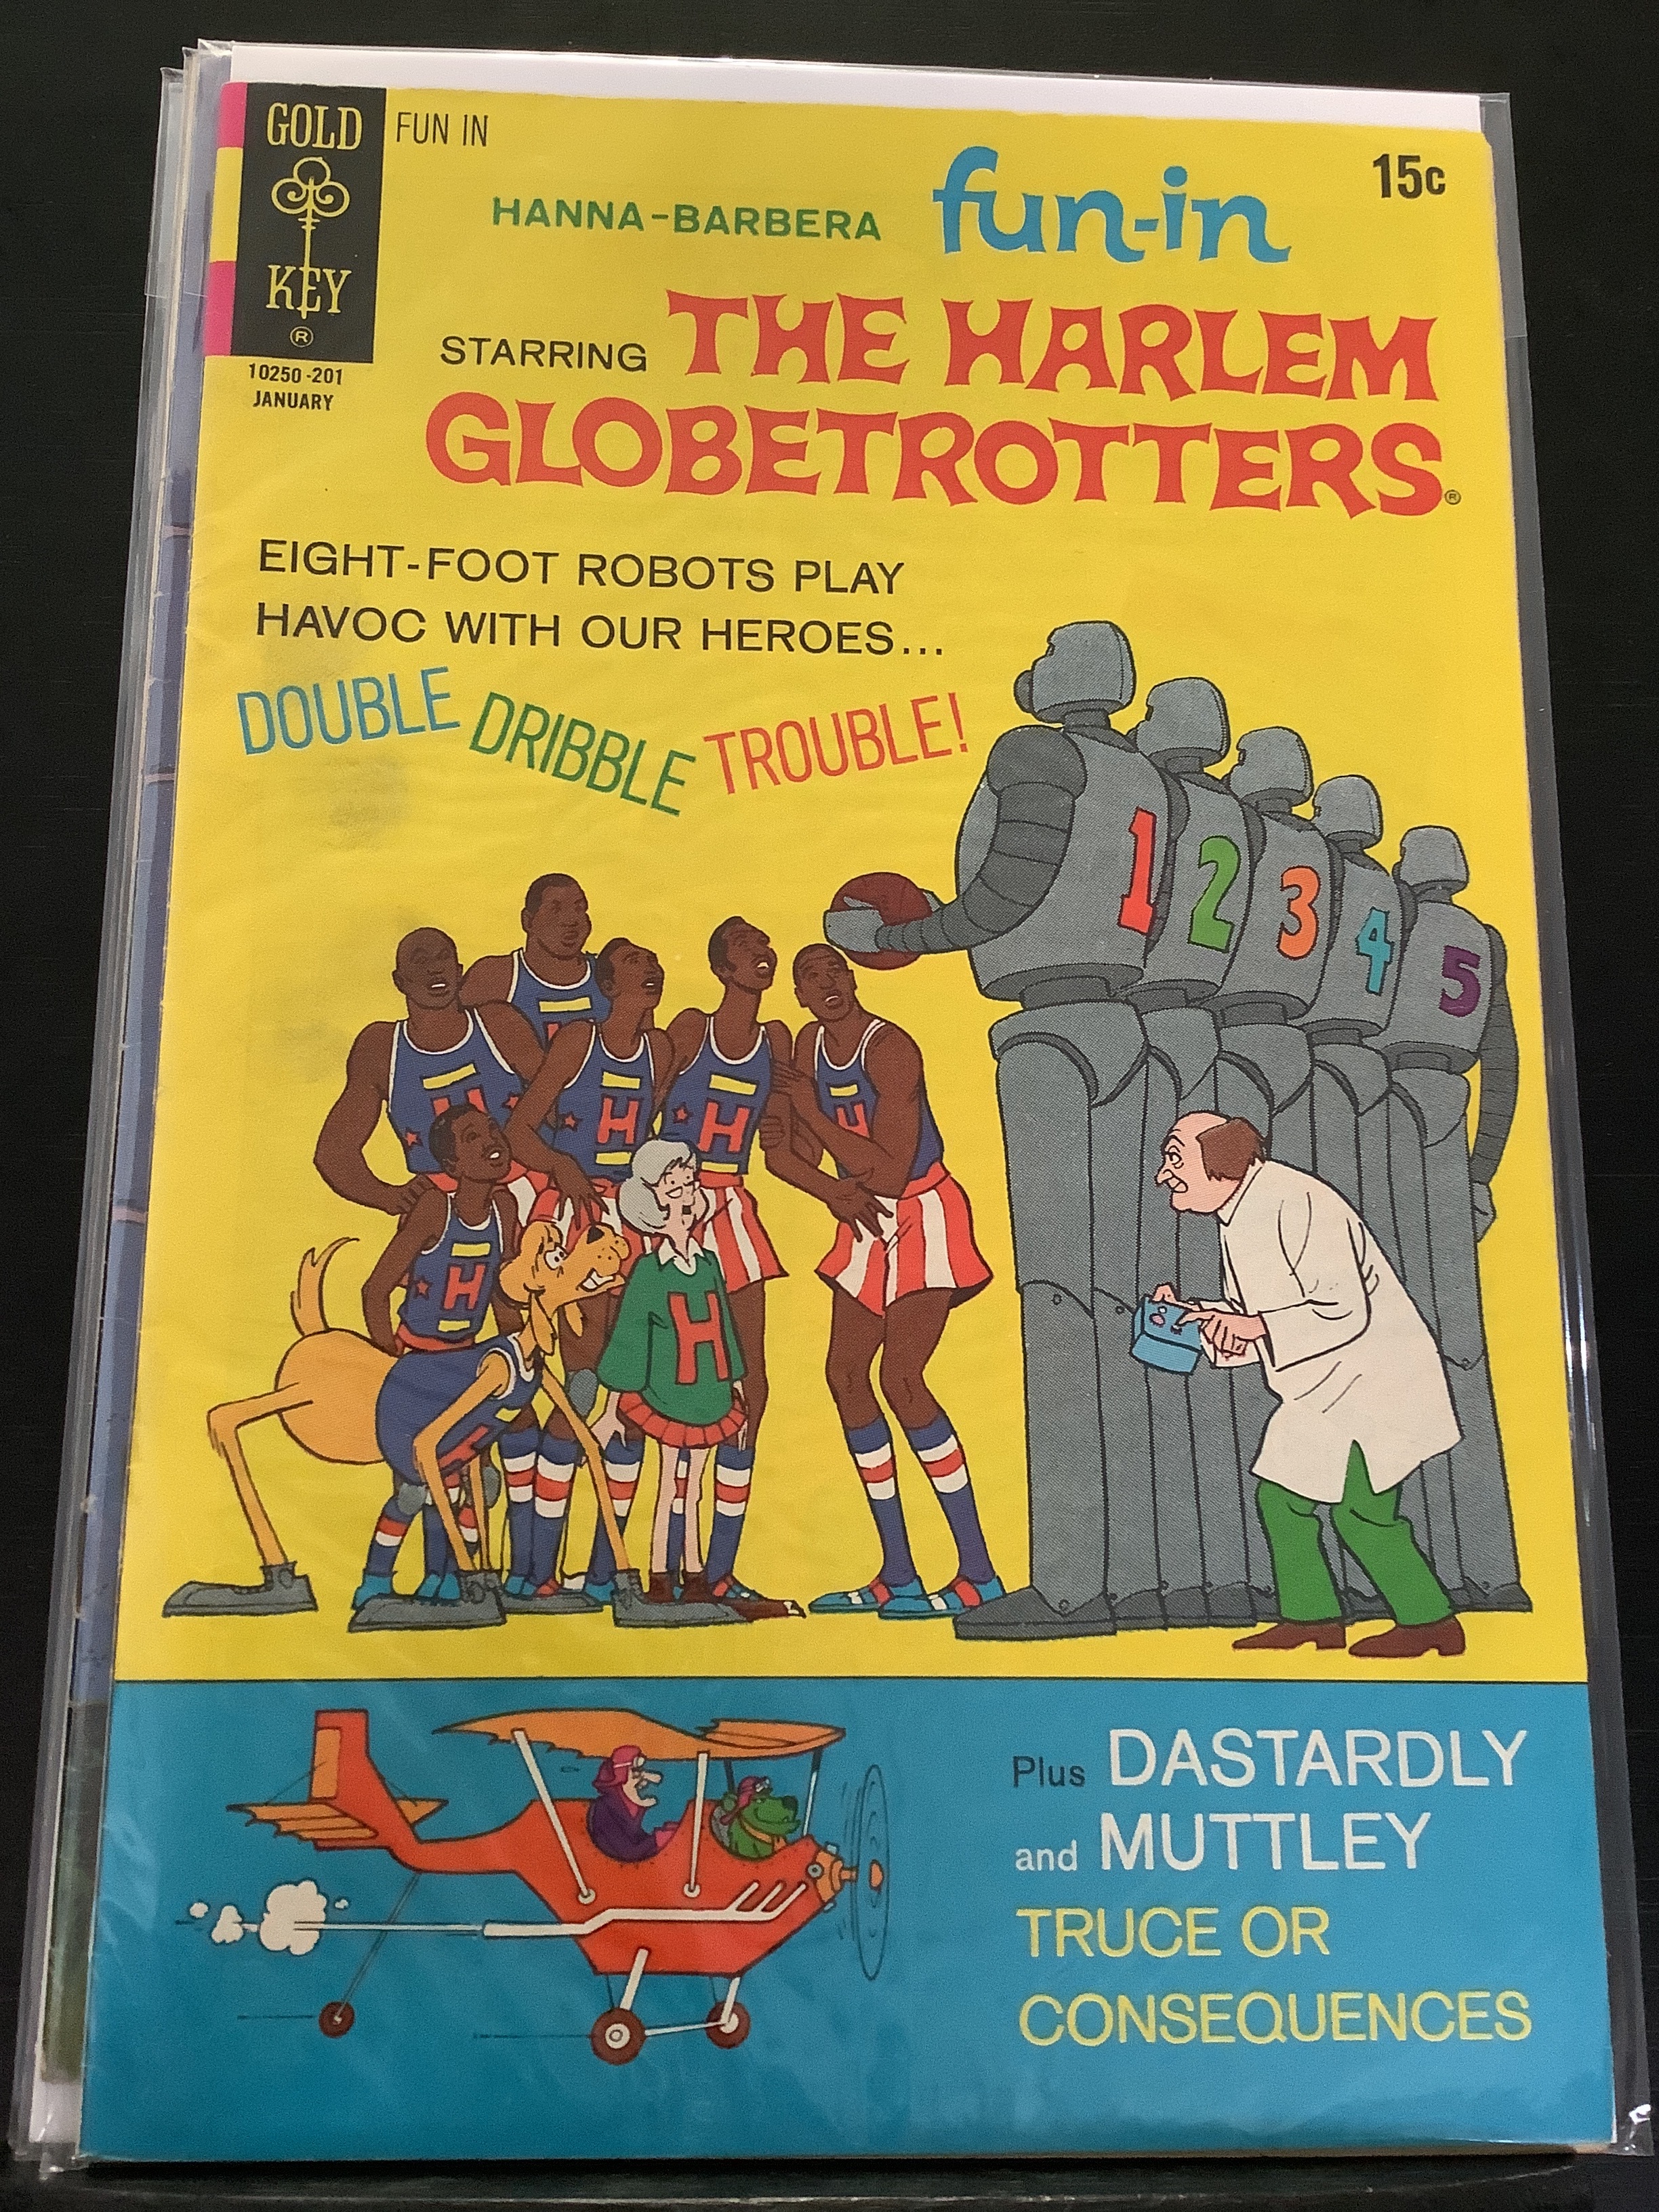 GOLD
KEY
®
FUN IN
15c
HANNA-BARBERA fun-in
10250-201
JANUARY
STARRING THE HARLEM
GLOBETROTTERS®
EIGHT-FOOT ROBOTS PLAY
HAVOC WITH OUR HEROES...
DOUBLE DRIBBLE TROUBLE!
1
2
3
4
5
H
H
H
H
H
H
H
Plus DASTARDLY
and MUTTLEY
TRUCE OR
CONSEQUENCES